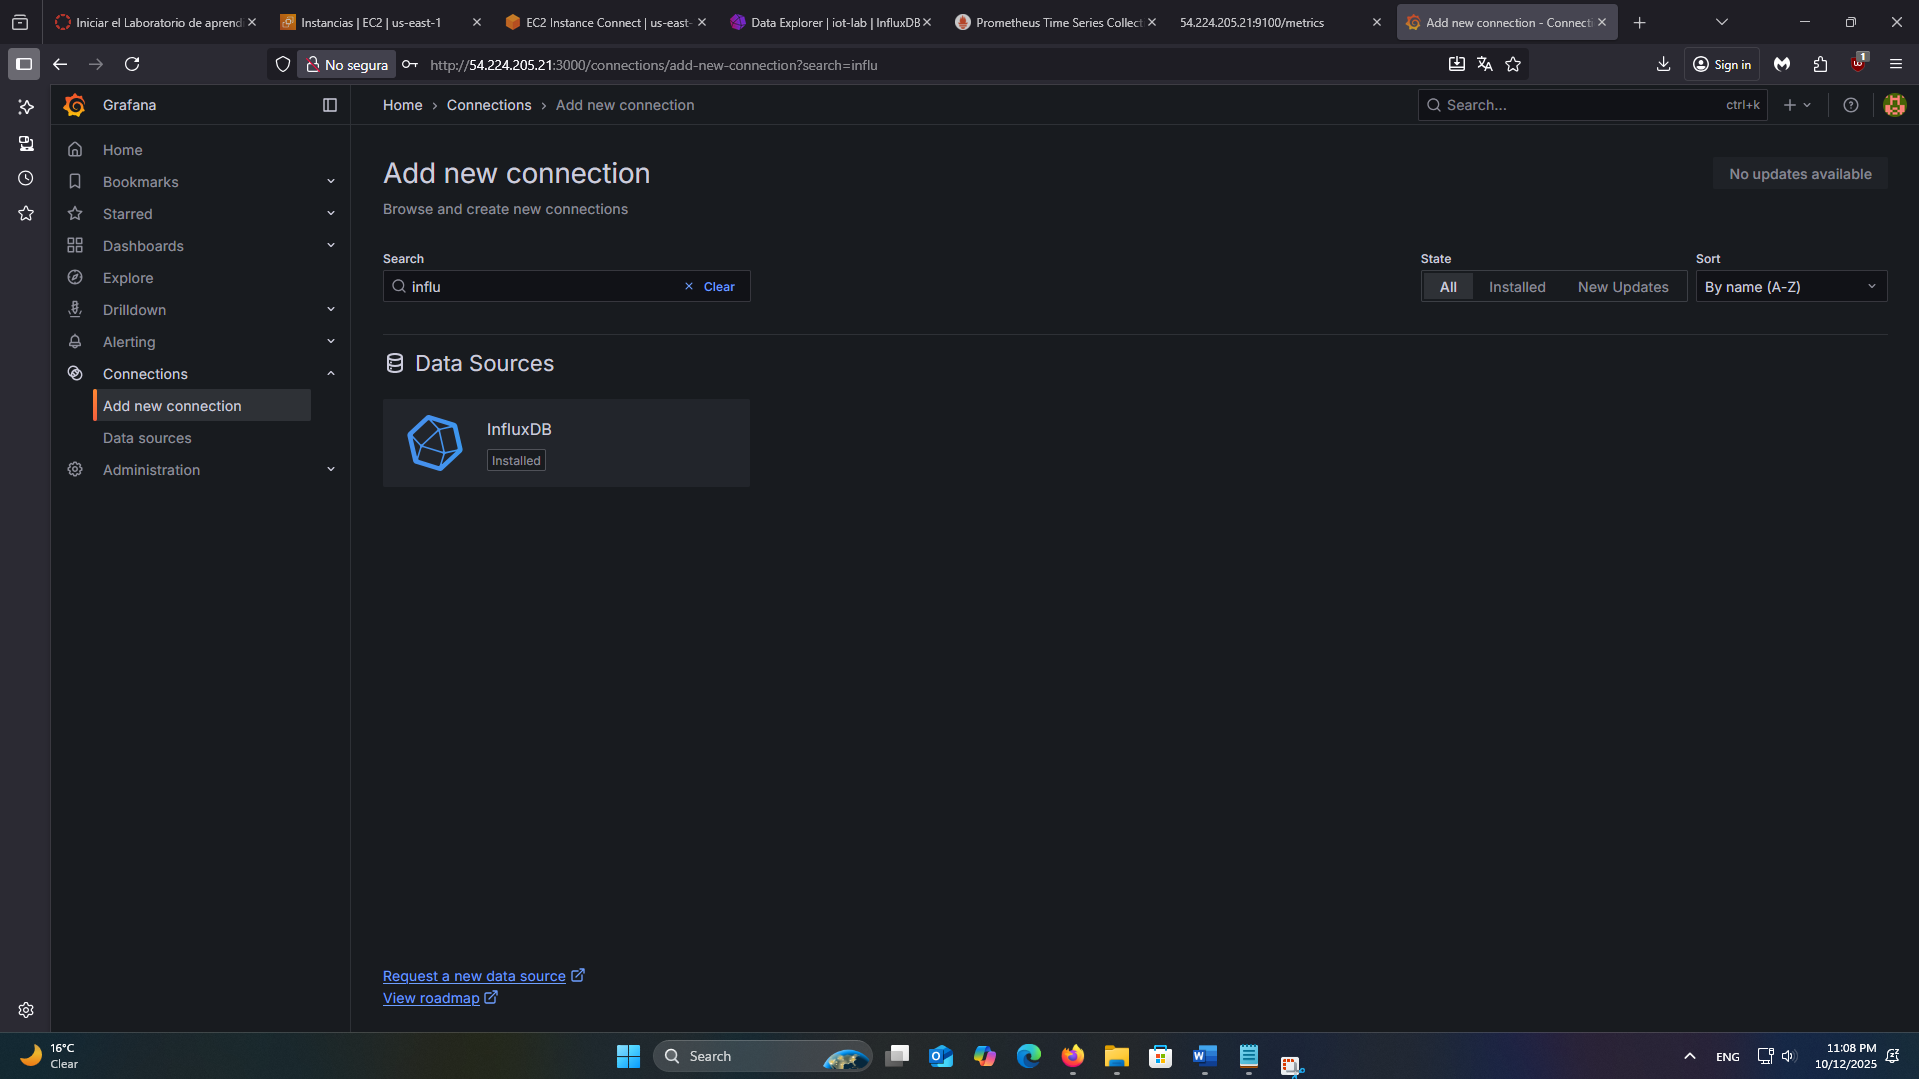 Iniciar el Laboratorio de aprend
Instancias | EC2 | us-east-1
EC2 Instance Connect | us-east-
Data Explorer | iot-lab | InfluxDB
Prometheus Time Series Collect
54.224.205.21:9100/metrics
Add new connection - Connecti
No segura
http://54.224.205.21:3000/connections/add-new-connection?search=influ
Sign in
1
Grafana
Home › Connections › Add new connection
Search...
ctrl+k
Home
Bookmarks
Starred
Dashboards
Explore
Drilldown
Alerting
Connections
Add new connection
Data sources
Administration
Add new connection
No updates available
Browse and create new connections
Search
State
Sort
influ
Clear
All
Installed
New Updates
By name (A-Z)
Data Sources
InfluxDB
Installed
Request a new data source
View roadmap
16°C
Clear
Search
ENG
11:08 PM
10/12/2025